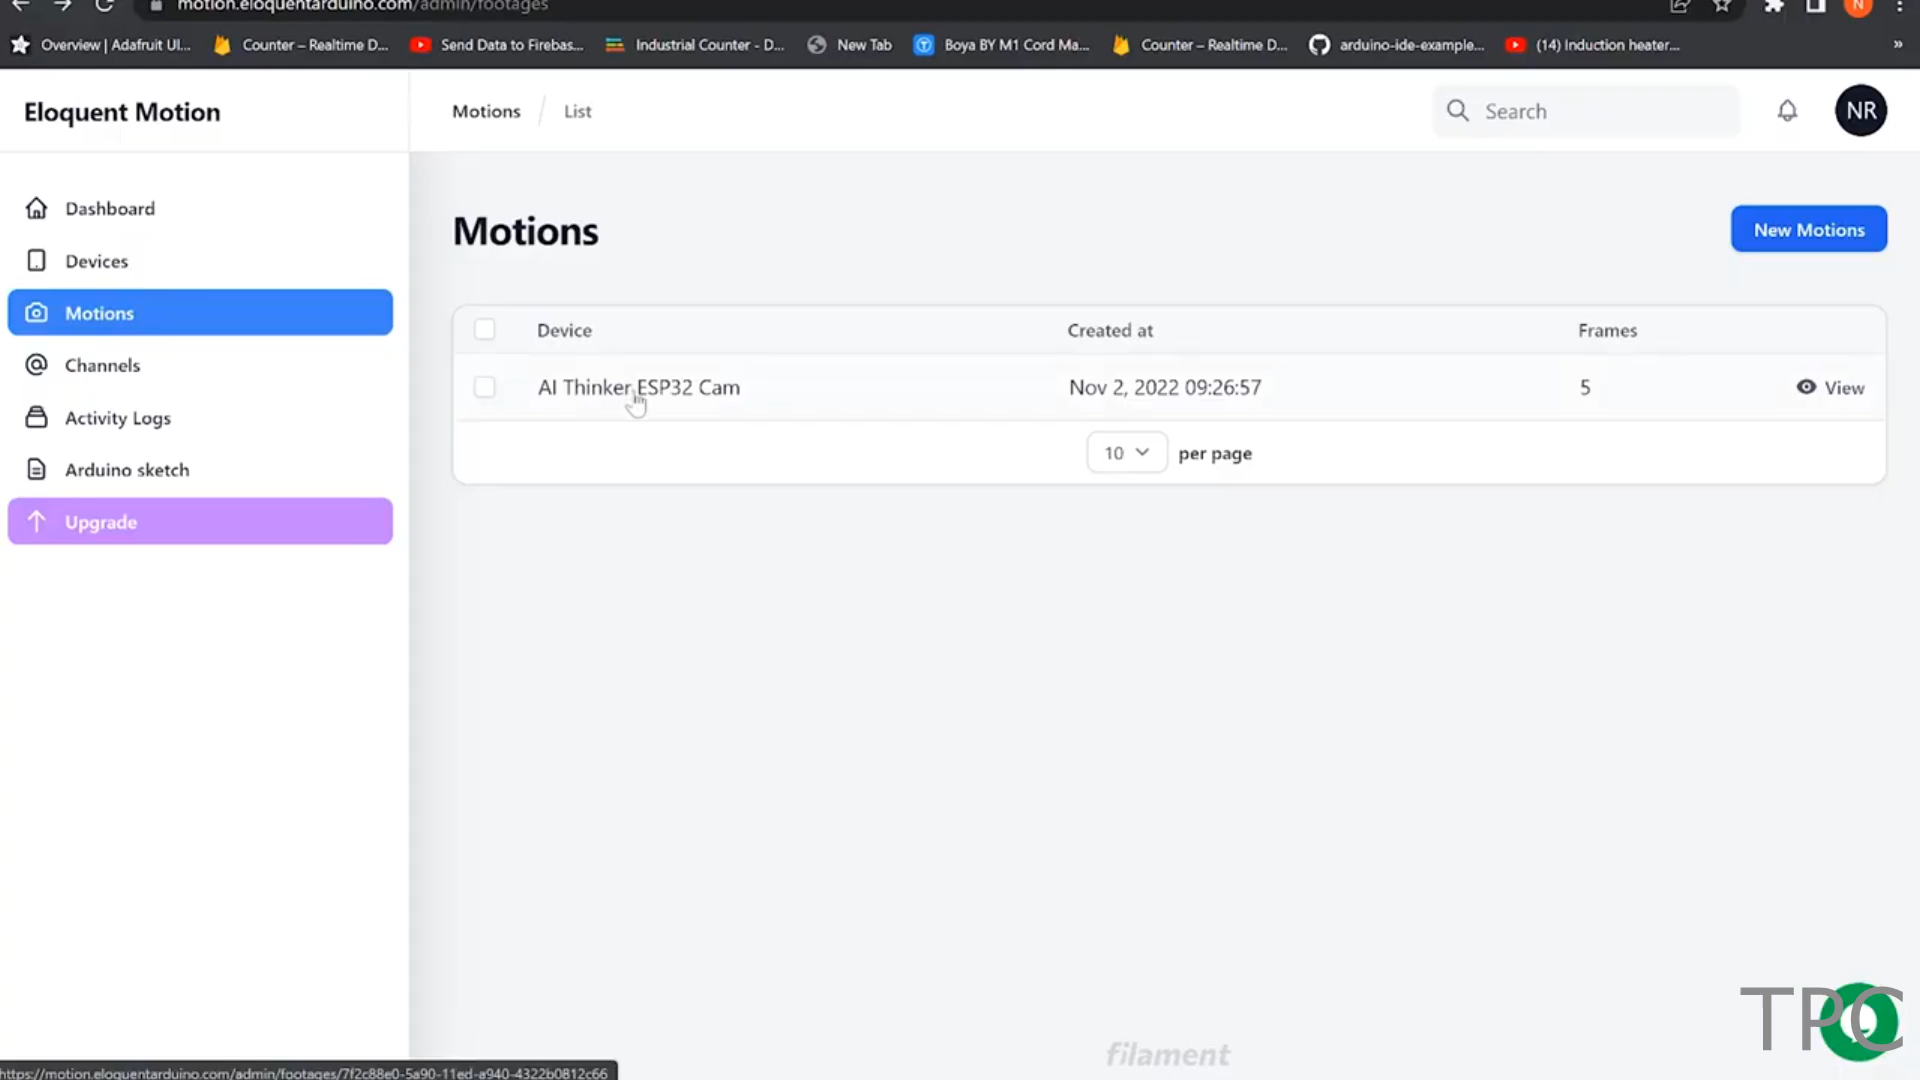 motion.eloquentarduino.com/admin/footages
Overview | Adafruit UI... Counter – Realtime D... Send Data to Firebas... Industrial Counter - D... New Tab Boya BY M1 Cord Ma... Counter – Realtime D... arduino-ide-example... (14) Induction heater... »
Eloquent Motion
Motions / List
Search
NR
Dashboard
Devices
Motions
Channels
Activity Logs
Arduino sketch
Upgrade
Motions
New Motions
Device Created at Frames
AI Thinker ESP32 Cam Nov 2, 2022 09:26:57 5 View
10 per page
TPC
filament
https://motion.eloquentarduino.com/admin/footages/7f2c88e0-5a90-11ed-a940-4322b0812c66